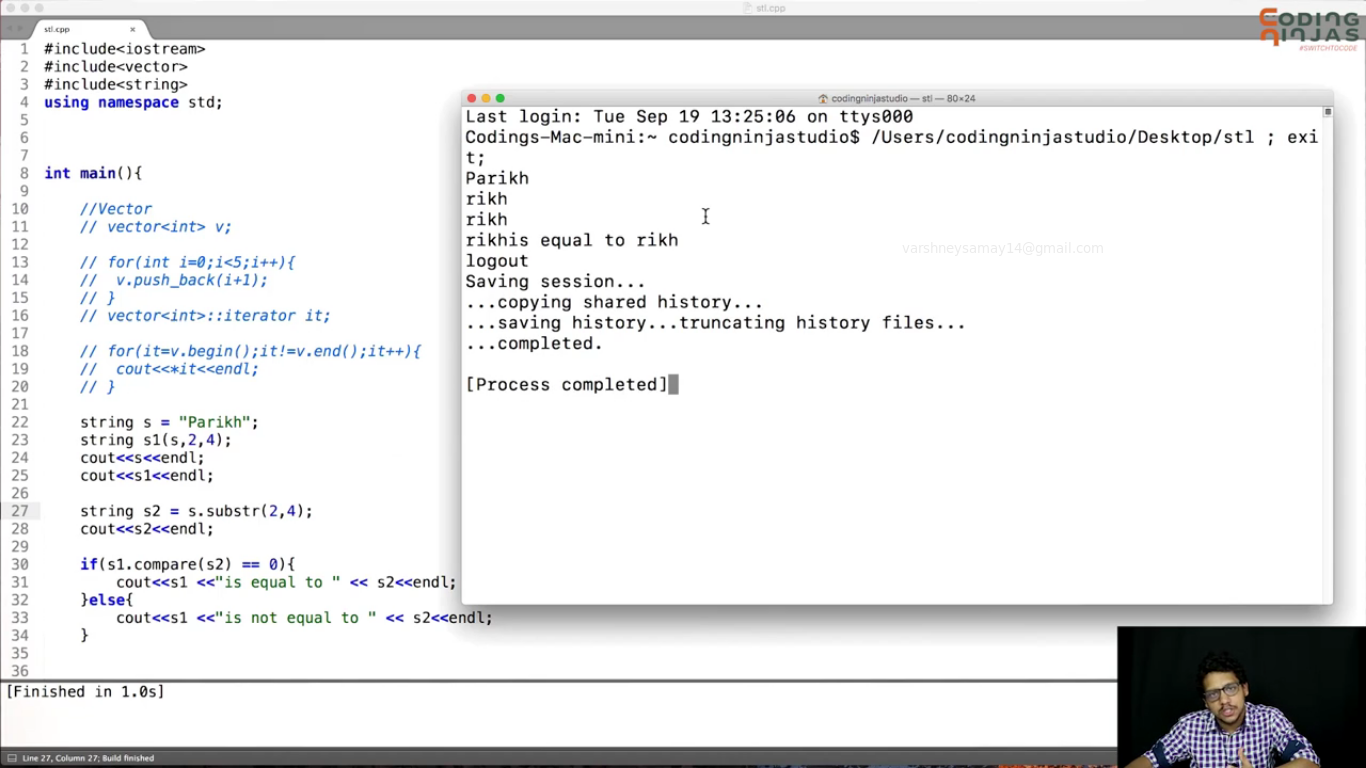 stl.cpp
stl.cpp ×
CODING
NINJAS
#SWITCHTOCODE
1 #include<iostream>
2 #include<vector>
3 #include<string>
4 using namespace std;
5
6
7
8 int main(){
9
10 //Vector
11 // vector<int> v;
12
13 // for(int i=0;i<5;i++){
14 // v.push_back(i+1);
15 // }
16 // vector<int>::iterator it;
17
18 // for(it=v.begin();it!=v.end();it++){
19 // cout<<*it<<endl;
20 // }
21
22 string s = "Parikh";
23 string s1(s,2,4);
24 cout<<s<<endl;
25 cout<<s1<<endl;
26
27 string s2 = s.substr(2,4);
28 cout<<s2<<endl;
29
30 if(s1.compare(s2) == 0){
31 cout<<s1 <<"is equal to " << s2<<endl;
32 }else{
33 cout<<s1 <<"is not equal to " << s2<<endl;
34 }
35
36
codingninjastudio — stl — 80×24
Last login: Tue Sep 19 13:25:06 on ttys000
Codings-Mac-mini:~ codingninjastudio$ /Users/codingninjastudio/Desktop/stl ; exi
t;
Parikh
rikh
rikh
rikhis equal to rikh
logout
Saving session...
...copying shared history...
...saving history...truncating history files...
...completed.
[Process completed]
varshneysamay14@gmail.com
[Finished in 1.0s]
Line 27, Column 27; Build finished